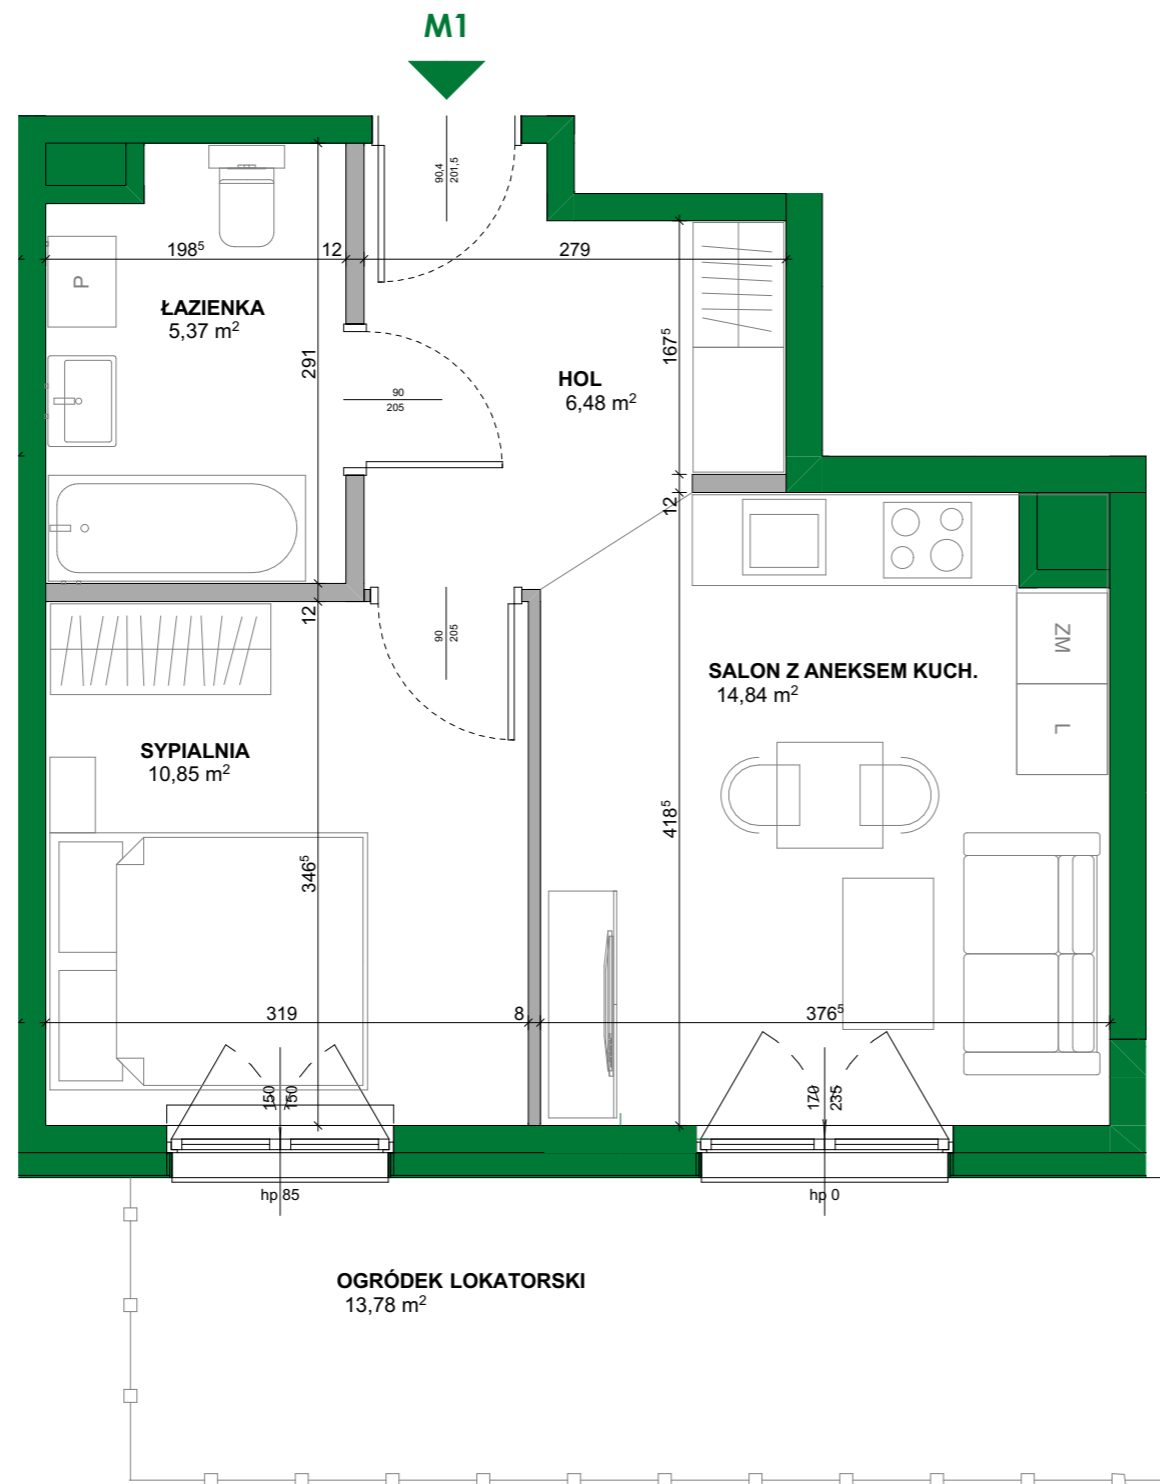 M1
90,4
201,5
198⁵
12
279
P
ŁAZIENKA
5,37 m²
291
167⁵
90
205
HOL
6,48 m²
12
12
90
205
ZM
SALON Z ANEKSEM KUCH.
14,84 m²
L
SYPIALNIA
10,85 m²
418⁵
346⁵
319
8
376⁵
150
150
170
235
hp 85
hp 0
OGRÓDEK LOKATORSKI
13,78 m²